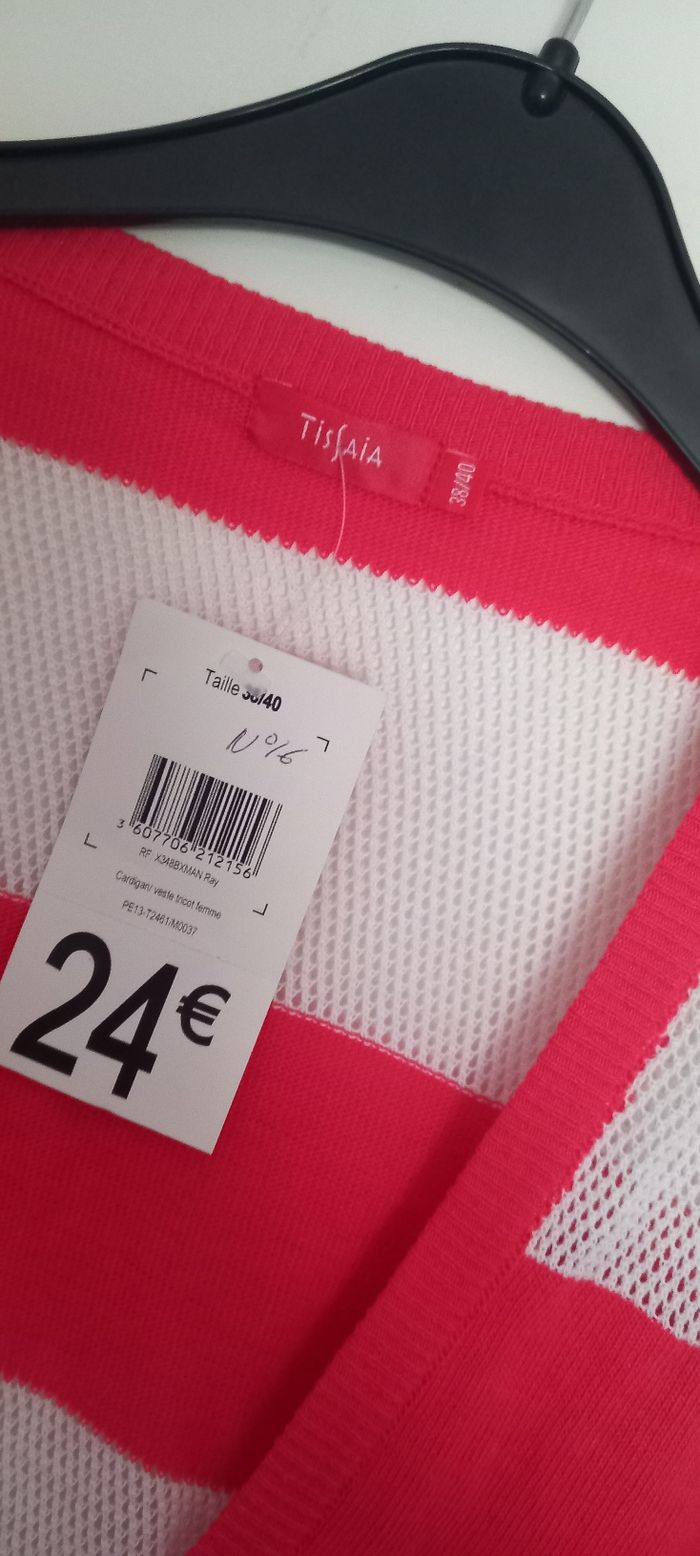 TISSAIA
38/40
Taille 38/40
N°16
3 607706 212156
RF X348BXMAN Ray
Cardigan/ veste tricot femme
PE13-T2461/M0037
24€